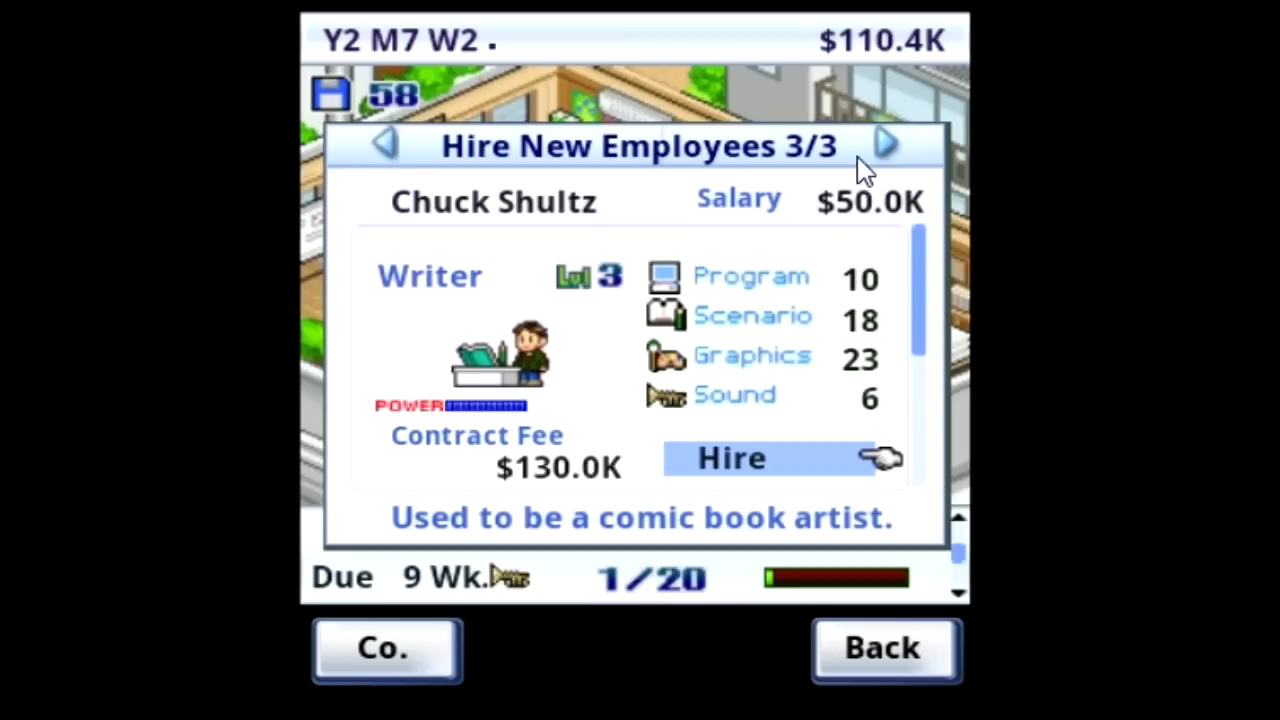 Y2 M7 W2 . $110.4K
58
Hire New Employees 3/3
Chuck Shultz Salary $50.0K
Writer Lvl 3
Program 10
Scenario 18
Graphics 23
Sound 6
POWER
Contract Fee
$130.0K
Hire
Used to be a comic book artist.
Due 9 Wk. 1/20
Co. Back